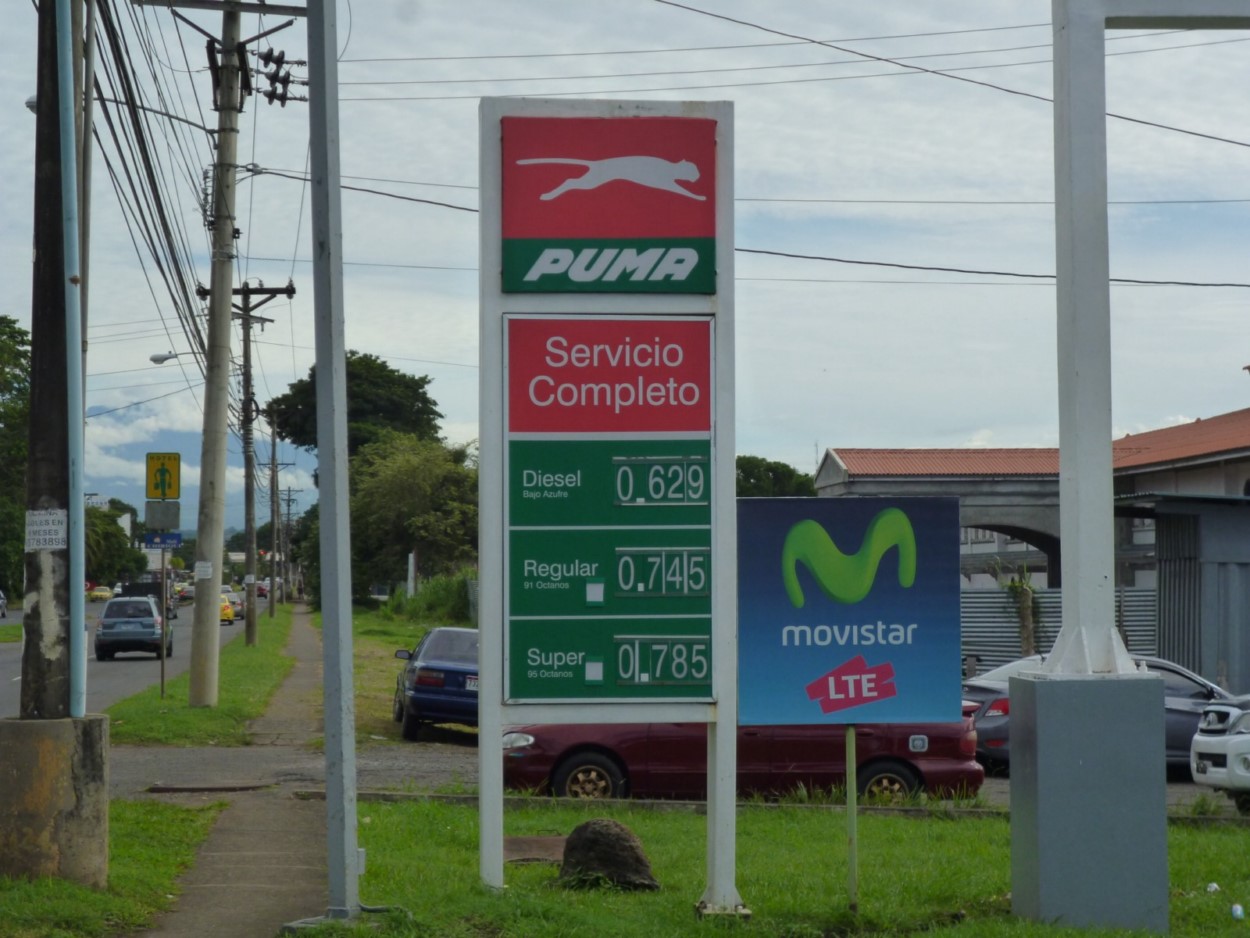 PUMA
Servicio
Completo
Diesel
Bajo Azufre
0.629
Regular
91 Octanos
0.745
Super
95 Octanos
0.785
movistar
LTE
HOTEL